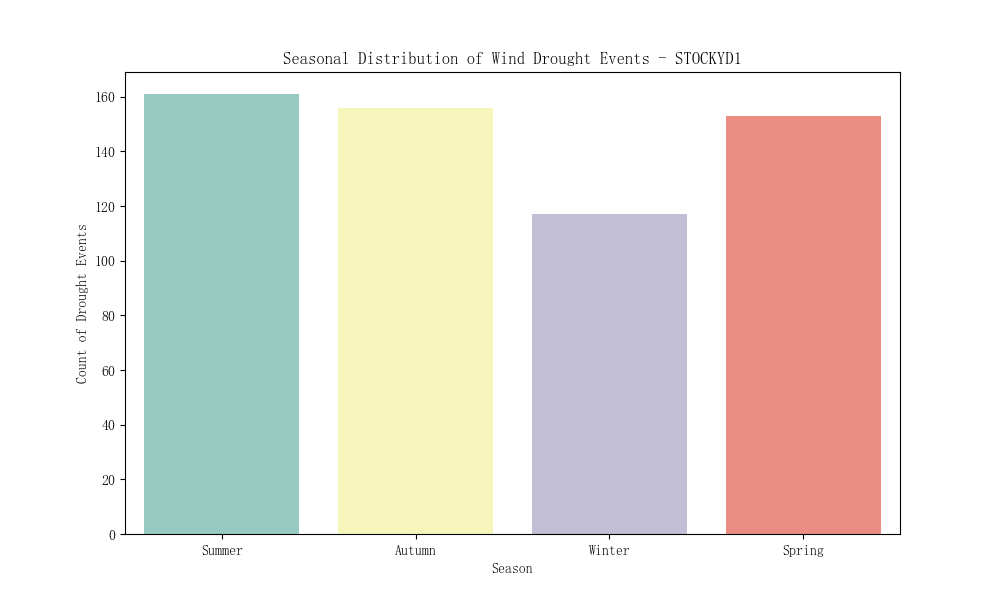 Seasonal Distribution of Wind Drought Events - STOCKYD1
Count of Drought Events
160
140
120
100
80
60
40
20
0
Summer Autumn Winter Spring
Season